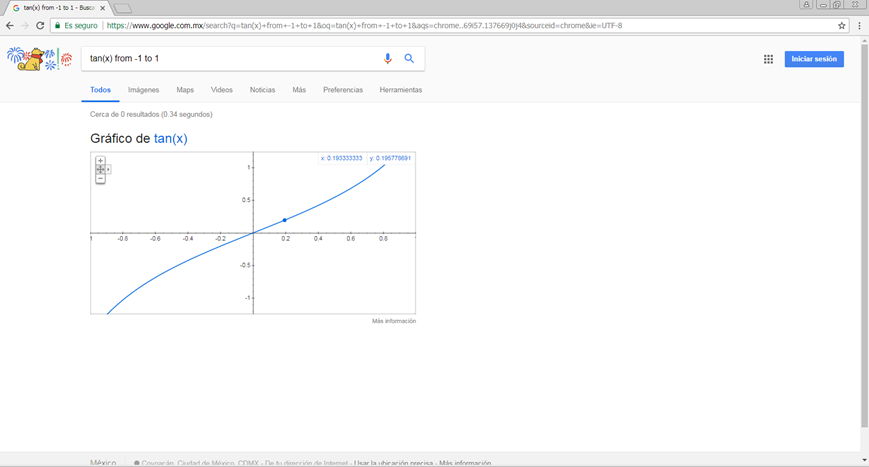 tan(x) from -1 to 1 - Busca
Es seguro | https://www.google.com.mx/search?q=tan(x)+from+-1+to+1&oq=tan(x)+from+-1+to+1&aqs=chrome..69i57.137669j0j4&sourceid=chrome&ie=UTF-8
tan(x) from -1 to 1
Iniciar sesión
Todos Imágenes Maps Videos Noticias Más Preferencias Herramientas
Cerca de 0 resultados (0.34 segundos)
Gráfico de tan(x)
x: 0.193333333 y: 0.195778691
1
0.5
1 -0.8 -0.6 -0.4 -0.2 0.2 0.4 0.6 0.8
-0.5
-1
Más información
México Coyoacán, Ciudad de México, CDMX - De tu dirección de Internet - Usar la ubicación precisa - Más información